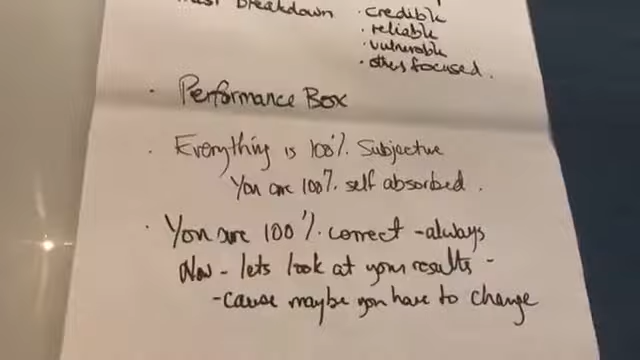 breakdown · credible
· reliable
· vulnerable
· others focused.
· Performance Box
· Everything is 100% Subjective
You are 100% self absorbed.
· You are 100% correct - always
Now - lets look at your results -
- cause maybe you have to change